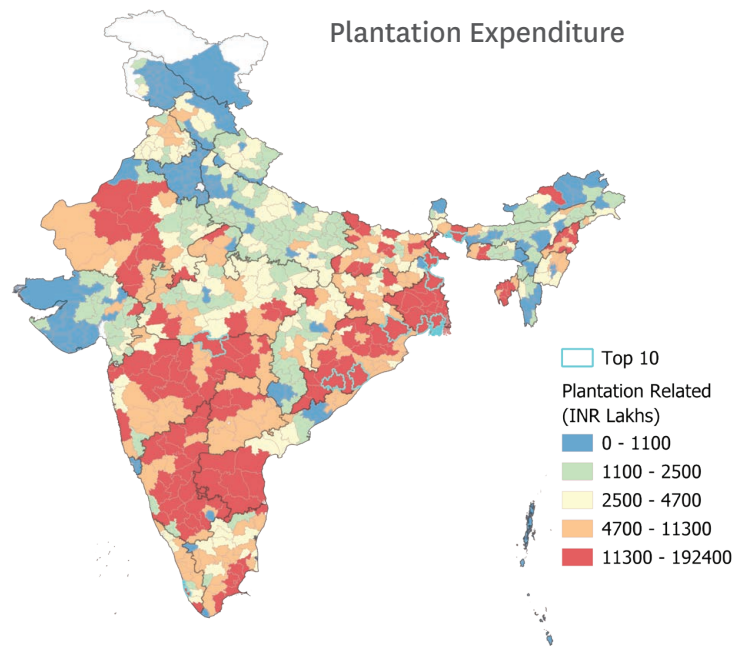 Plantation Expenditure
Top 10
Plantation Related
(INR Lakhs)
0 - 1100
1100 - 2500
2500 - 4700
4700 - 11300
11300 - 192400